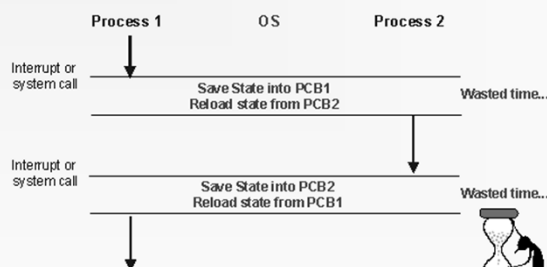 Process 1 OS Process 2
Interrupt or
system call
Save State into PCB1
Reload state from PCB2
Wasted time...
Interrupt or
system call
Save State into PCB2
Reload state from PCB1
Wasted time...